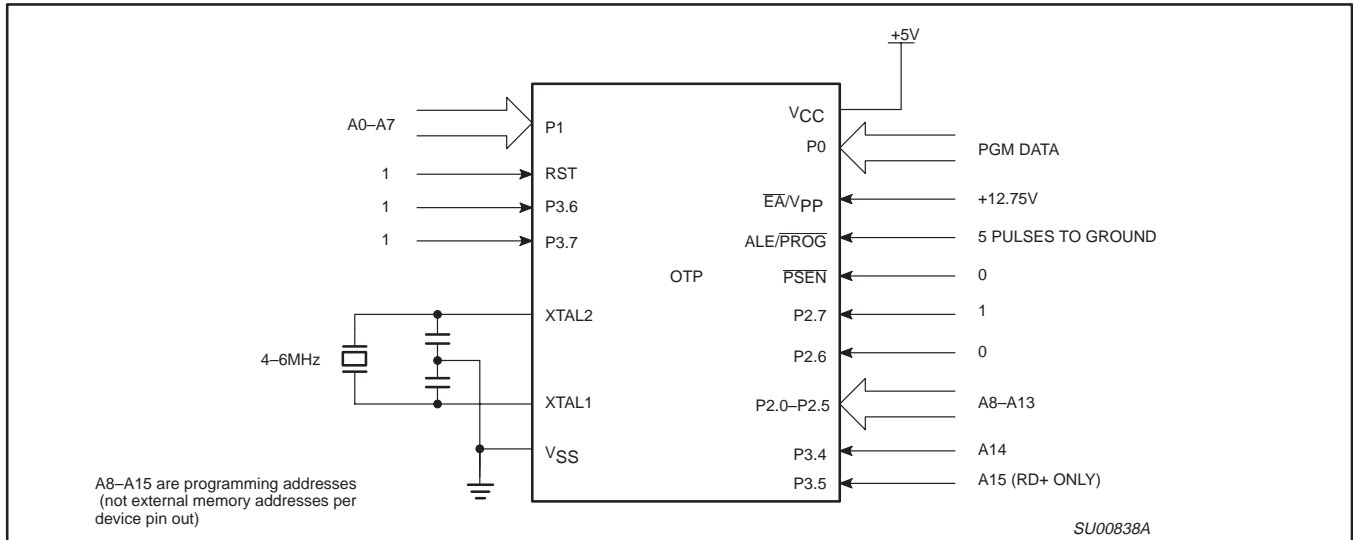 +5V
A0–A7
P1
VCC
P0
PGM DATA
1
RST
1
P3.6
EA/VPP
+12.75V
1
P3.7
ALE/PROG
5 PULSES TO GROUND
OTP
PSEN
0
XTAL2
P2.7
1
4–6MHz
P2.6
0
XTAL1
P2.0–P2.5
A8–A13
VSS
P3.4
A14
P3.5
A15 (RD+ ONLY)
A8–A15 are programming addresses
(not external memory addresses per
device pin out)
SU00838A